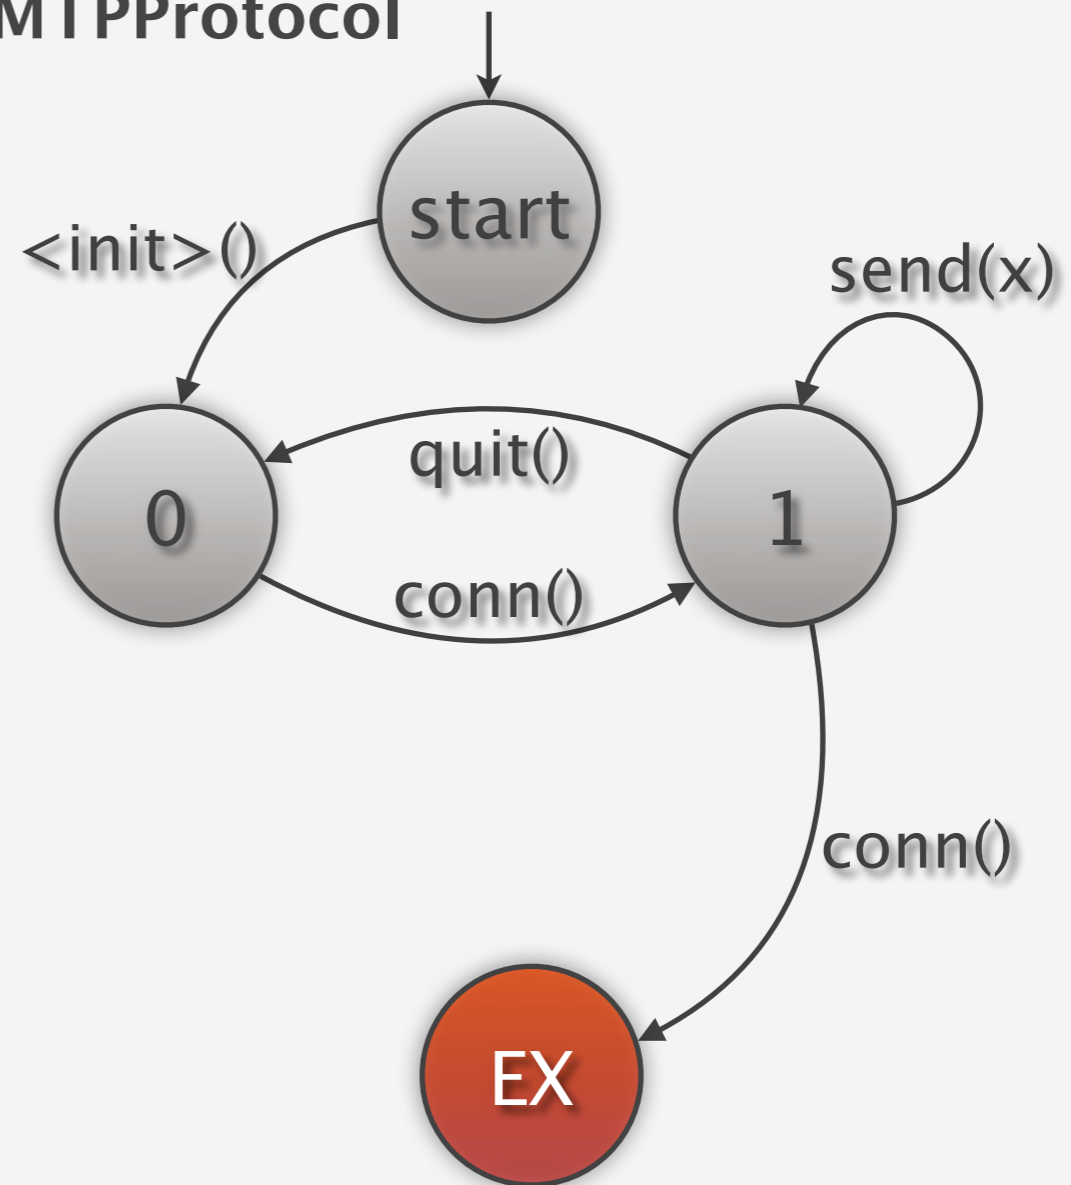 MTPProtocol
start
<init>()
send(x)
quit()
0
1
conn()
conn()
EX